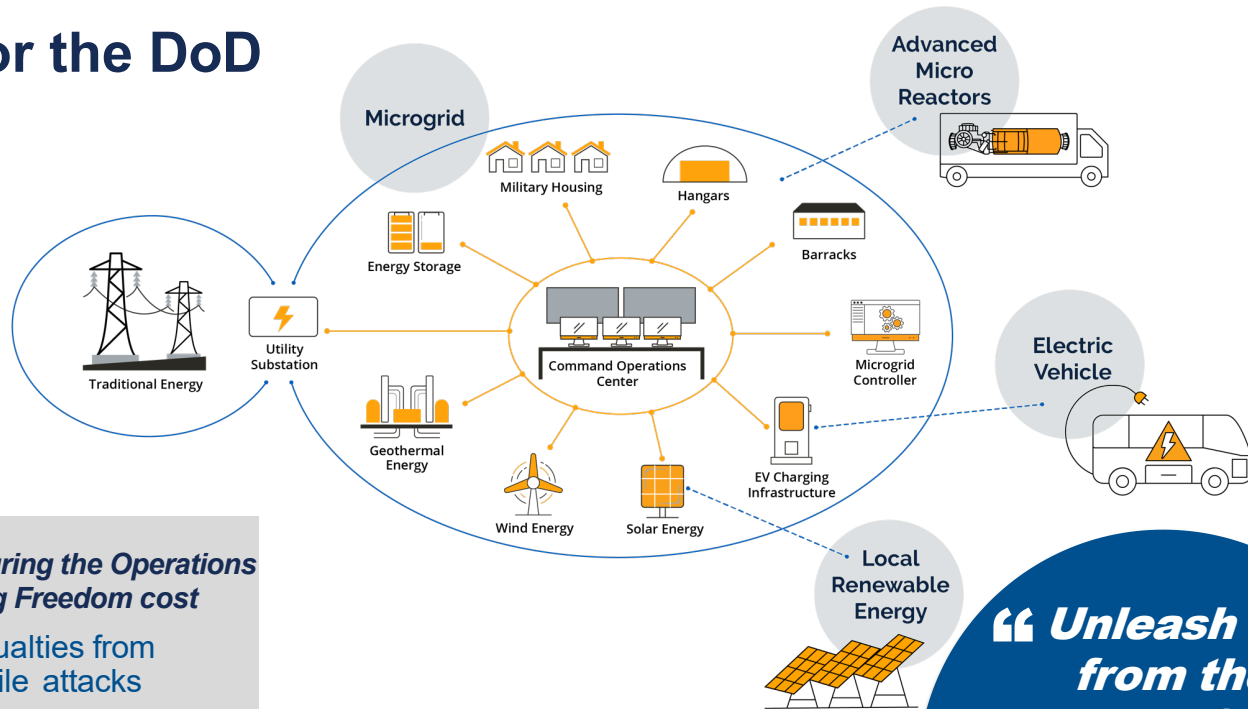 or the DoD
Microgrid
Advanced
Micro
Reactors
Military Housing
Hangars
Energy Storage
Barracks
Utility
Substation
Traditional Energy
Command Operations
Center
Microgrid
Controller
Electric
Vehicle
Geothermal
Energy
EV Charging
Infrastructure
Wind Energy
Solar Energy
Local
Renewable
Energy
uring the Operations
g Freedom cost
ualties from
ile attacks
“ Unleash
from the